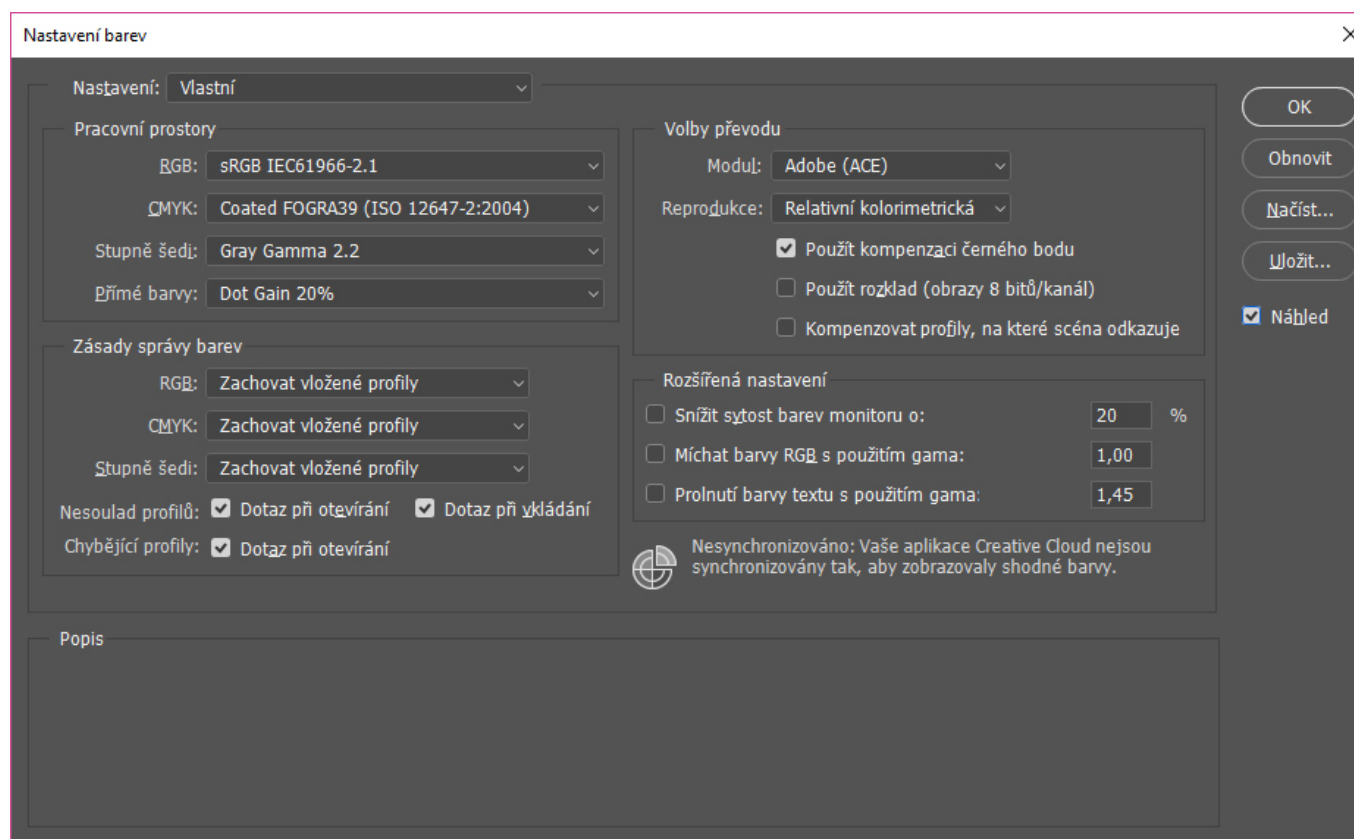 Nastavení barev
Nastavení: Vlastní
Pracovní prostory
RGB: sRGB IEC61966-2.1
CMYK: Coated FOGRA39 (ISO 12647-2:2004)
Stupně šedi: Gray Gamma 2.2
Přímé barvy: Dot Gain 20%
Zásady správy barev
RGB: Zachovat vložené profily
CMYK: Zachovat vložené profily
Stupně šedi: Zachovat vložené profily
Nesoulad profilů: Dotaz při otevírání Dotaz při vkládání
Chybějící profily: Dotaz při otevírání
Volby převodu
Modul: Adobe (ACE)
Reprodukce: Relativní kolorimetrická
Použít kompenzaci černého bodu
Použít rozklad (obrazy 8 bitů/kanál)
Kompenzovat profily, na které scéna odkazuje
Rozšířená nastavení
Snížit sytost barev monitoru o: 20 %
Míchat barvy RGB s použitím gama: 1,00
Prolnutí barvy textu s použitím gama: 1,45
Nesynchronizováno: Vaše aplikace Creative Cloud nejsou
synchronizovány tak, aby zobrazovaly shodné barvy.
OK
Obnovit
Načíst...
Uložit...
Náhled
Popis